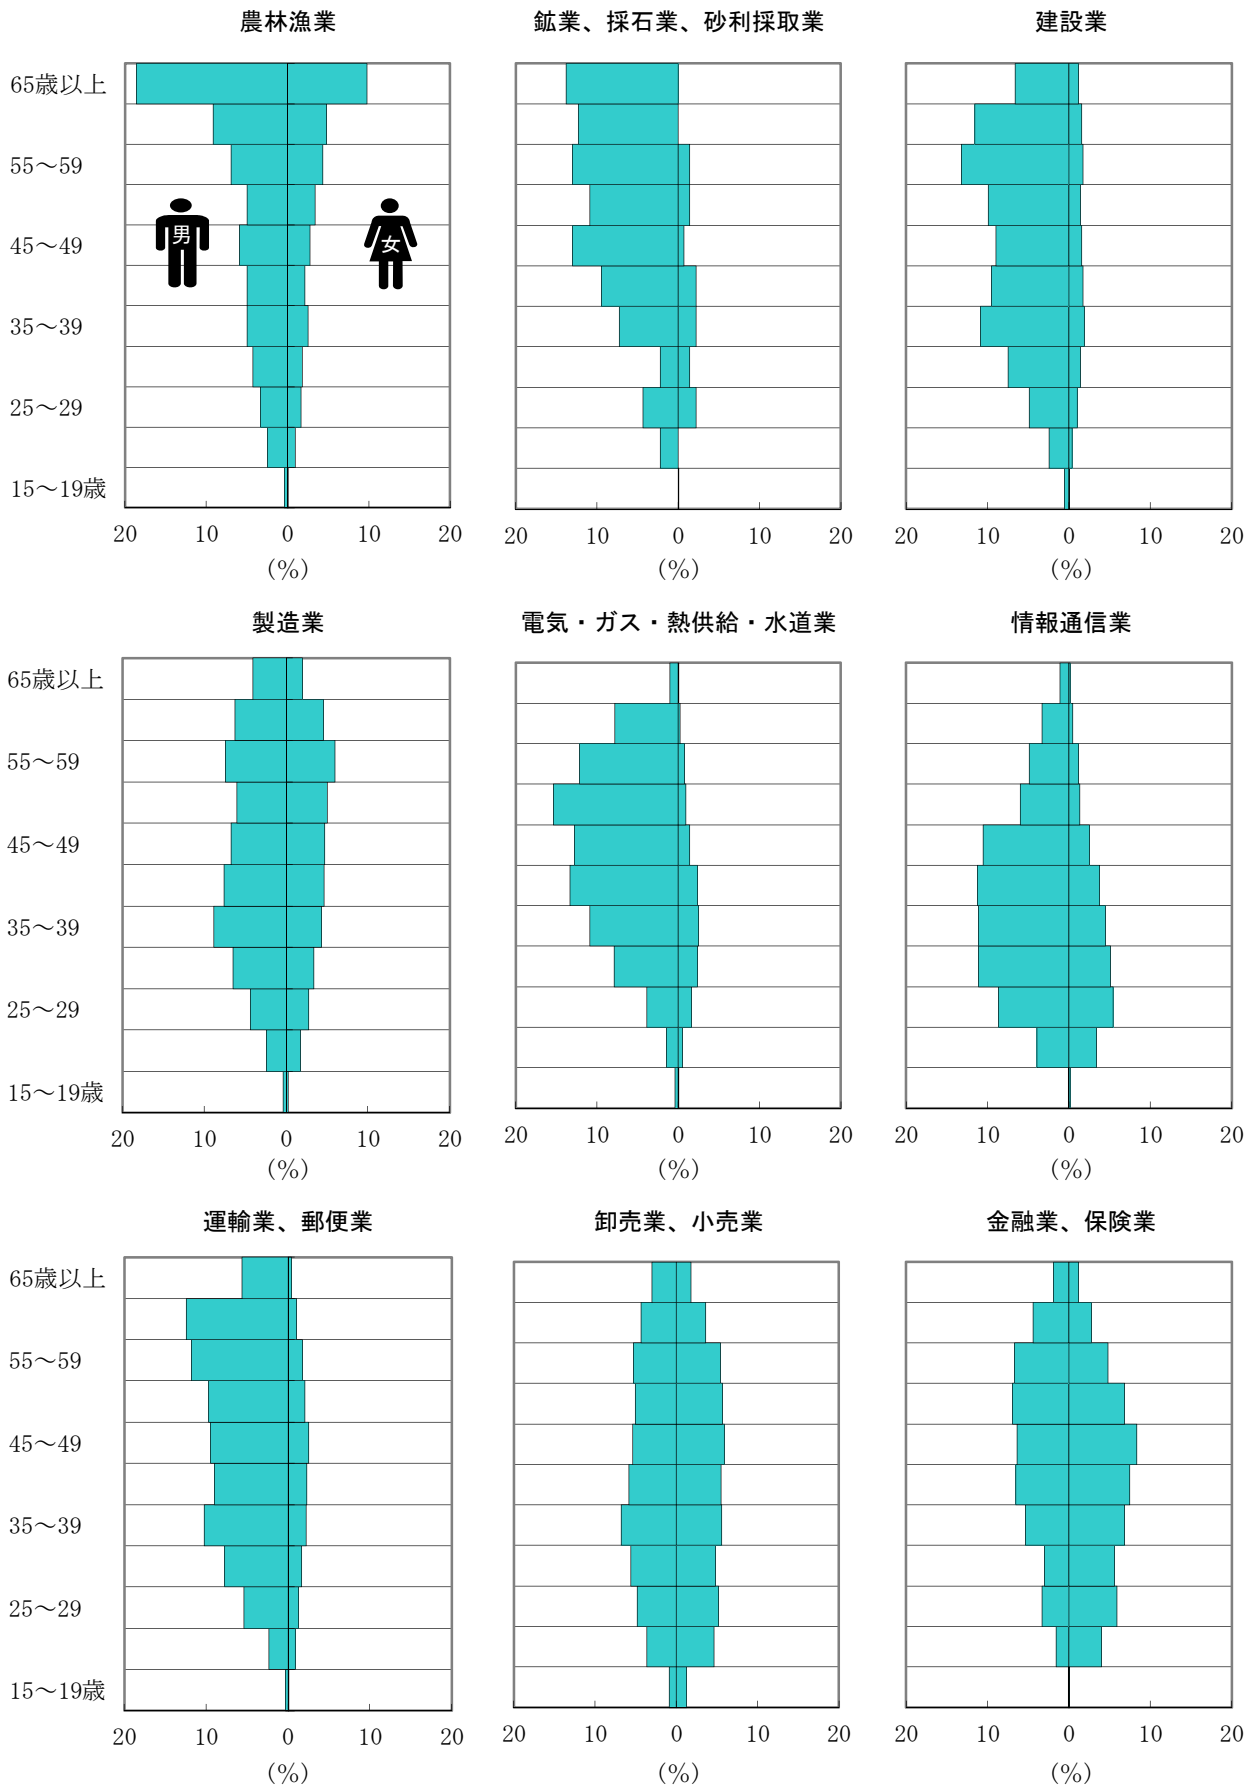 農林漁業 鉱業、採石業、砂利採取業 建設業
65歳以上
55～59
男 女
45～49
35～39
25～29
15～19歳
20 10 0 10 20 20 10 0 10 20 20 10 0 10 20
(%) (%) (%)
製造業 電気・ガス・熱供給・水道業 情報通信業
65歳以上
55～59
45～49
35～39
25～29
15～19歳
20 10 0 10 20 20 10 0 10 20 20 10 0 10 20
(%) (%) (%)
運輸業、郵便業 卸売業、小売業 金融業、保険業
65歳以上
55～59
45～49
35～39
25～29
15～19歳
20 10 0 10 20 20 10 0 10 20 20 10 0 10 20
(%) (%) (%)